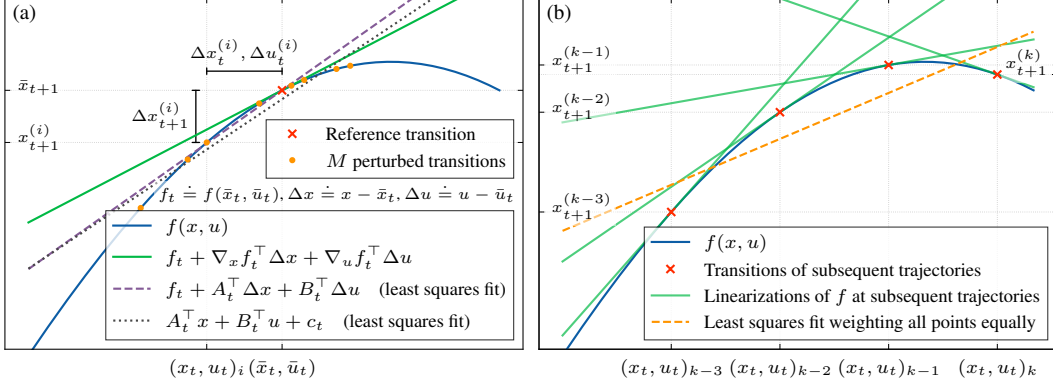 (a)
Δx_t^{(i)}, Δu_t^{(i)}
x̄_{t+1}
Δx_{t+1}^{(i)}
x_{t+1}^{(i)}
Reference transition
M perturbed transitions
f_t ≐ f(x̄_t, ū_t), Δx ≐ x − x̄_t, Δu ≐ u − ū_t
f(x, u)
f_t + ∇_x f_t^⊤ Δx + ∇_u f_t^⊤ Δu
f_t + A_t^⊤ Δx + B_t^⊤ Δu (least squares fit)
A_t^⊤ x + B_t^⊤ u + c_t (least squares fit)
(x_t, u_t)_i (x̄_t, ū_t)
(b)
x_{t+1}^{(k−1)}
x_{t+1}^{(k)}
x_{t+1}^{(k−2)}
x_{t+1}^{(k−3)}
f(x, u)
Transitions of subsequent trajectories
Linearizations of f at subsequent trajectories
Least squares fit weighting all points equally
(x_t, u_t)_{k−3} (x_t, u_t)_{k−2} (x_t, u_t)_{k−1} (x_t, u_t)_k